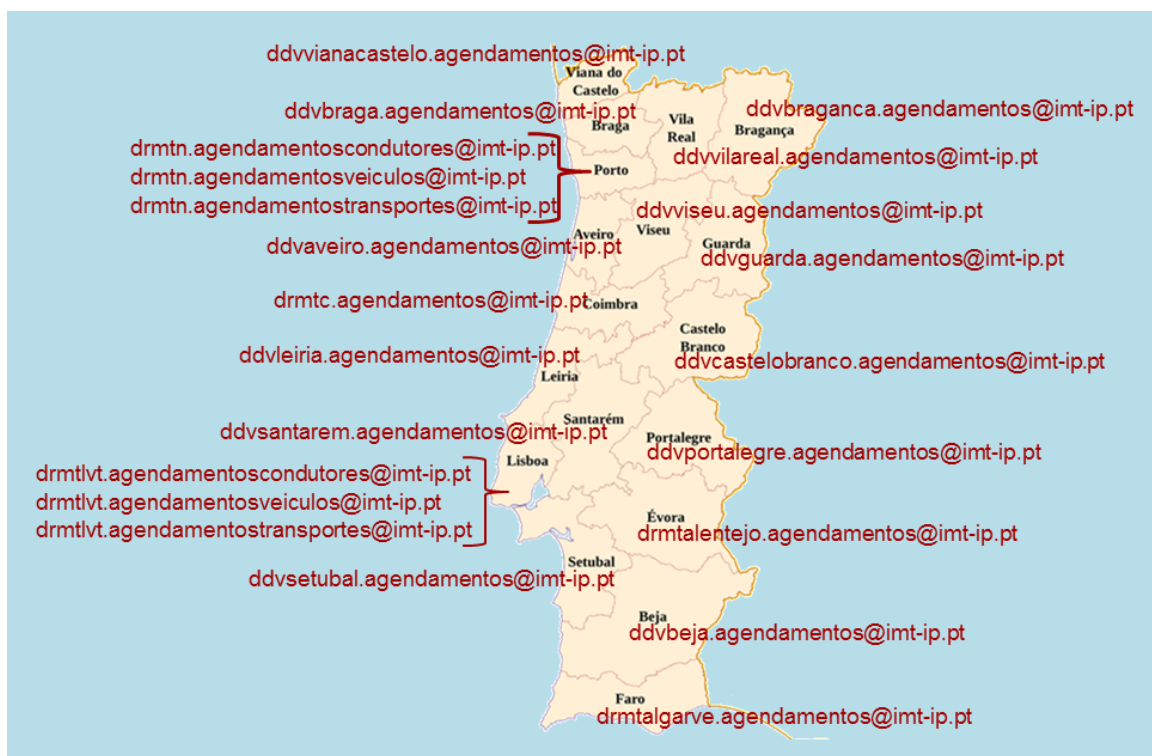 ddvvianacastelo.agendamentos@imt-ip.pt
Viana do
Castelo
ddvbraga.agendamentos@imt-ip.pt
Braga
Vila
Real
ddvbraganca.agendamentos@imt-ip.pt
Bragança
drmtn.agendamentoscondutores@imt-ip.pt
drmtn.agendamentosveiculos@imt-ip.pt
drmtn.agendamentostransportes@imt-ip.pt
Porto
ddvvilareal.agendamentos@imt-ip.pt
ddvviseu.agendamentos@imt-ip.pt
Aveiro
Viseu
Guarda
ddvaveiro.agendamentos@imt-ip.pt
ddvguarda.agendamentos@imt-ip.pt
drmtc.agendamentos@imt-ip.pt
Coimbra
Castelo
Branco
ddvleiria.agendamentos@imt-ip.pt
ddvcastelobranco.agendamentos@imt-ip.pt
Leiria
Santarém
ddvsantarem.agendamentos@imt-ip.pt
Portalegre
ddvportalegre.agendamentos@imt-ip.pt
Lisboa
drmtlvt.agendamentoscondutores@imt-ip.pt
drmtlvt.agendamentosveiculos@imt-ip.pt
drmtlvt.agendamentostransportes@imt-ip.pt
Évora
drmtalentejo.agendamentos@imt-ip.pt
Setubal
ddvsetubal.agendamentos@imt-ip.pt
Beja
ddvbeja.agendamentos@imt-ip.pt
Faro
drmtalgarve.agendamentos@imt-ip.pt